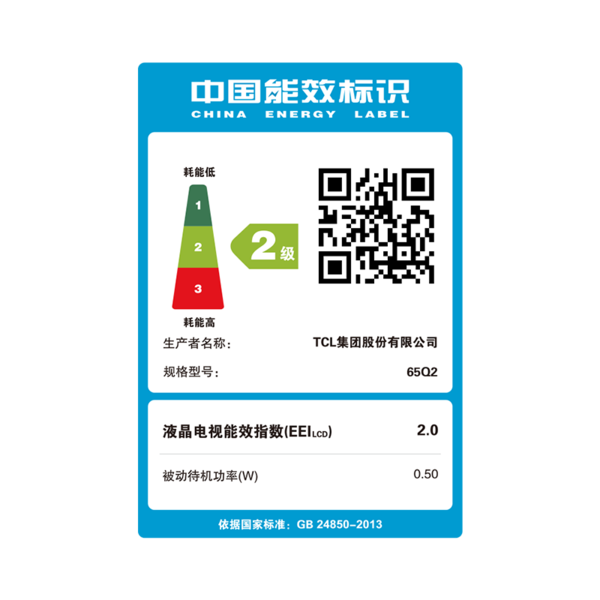 中国能效标识
CHINA ENERGY LABEL
耗能低
1
2
3
2级
耗能高
生产者名称： TCL集团股份有限公司
规格型号： 65Q2
液晶电视能效指数(EEILCD) 2.0
被动待机功率(W) 0.50
依据国家标准：GB 24850-2013